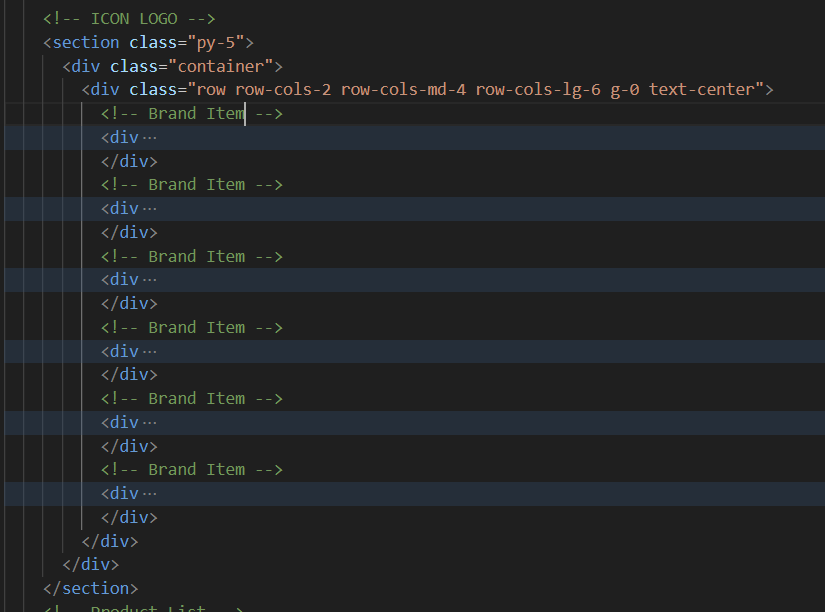 <!-- ICON LOGO -->
<section class="py-5">
<div class="container">
<div class="row row-cols-2 row-cols-md-4 row-cols-lg-6 g-0 text-center">
<!-- Brand Item -->
<div···
</div>
<!-- Brand Item -->
<div···
</div>
<!-- Brand Item -->
<div···
</div>
<!-- Brand Item -->
<div···
</div>
<!-- Brand Item -->
<div···
</div>
<!-- Brand Item -->
<div···
</div>
</div>
</div>
</section>
<!-- Product List -->